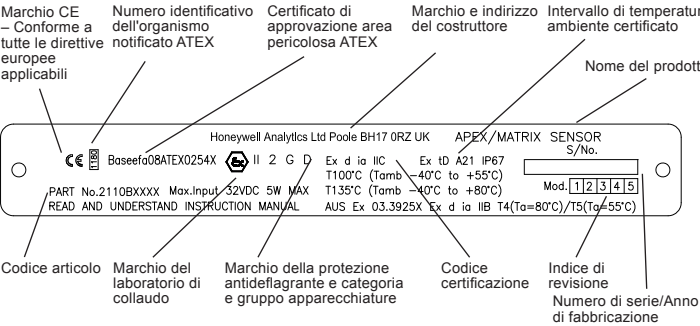 Marchio CE
– Conforme a
tutte le direttive
europee
applicabili
Numero identificativo
dell'organismo
notificato ATEX
Certificato di
approvazione area
pericolosa ATEX
Marchio e indirizzo
del costruttore
Intervallo di temperatur
ambiente certificato
Nome del prodott
Honeywell Analytics Ltd Poole BH17 0RZ UK
APEX/MATRIX SENSOR
S/No.
CE 1180 Baseefa08ATEX0254X Ex II 2 G D Ex d ia IIC Ex tD A21 IP67
T100°C (Tamb –40°C to +55°C)
PART No.2110BXXXX Max.Input 32VDC 5W MAX T135°C (Tamb –40°C to +80°C) Mod. 1 2 3 4 5
READ AND UNDERSTAND INSTRUCTION MANUAL AUS Ex 03.3925X Ex d ia IIB T4(Ta=80°C)/T5(Ta=55°C)
Codice articolo
Marchio del
laboratorio di
collaudo
Marchio della protezione
antideflagrante e categoria
e gruppo apparecchiature
Codice
certificazione
Indice di
revisione
Numero di serie/Anno
di fabbricazione